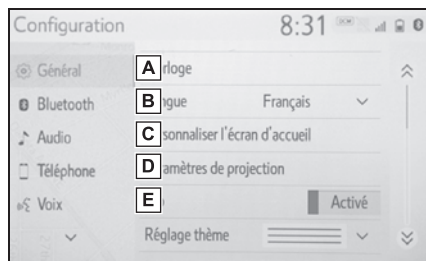 Configuration 8:31
Général
A rloge
Bluetooth
B ngue Français
Audio
C sonnaliser l'écran d'accueil
Téléphone
D amètres de projection
Voix
E Activé
Réglage thème